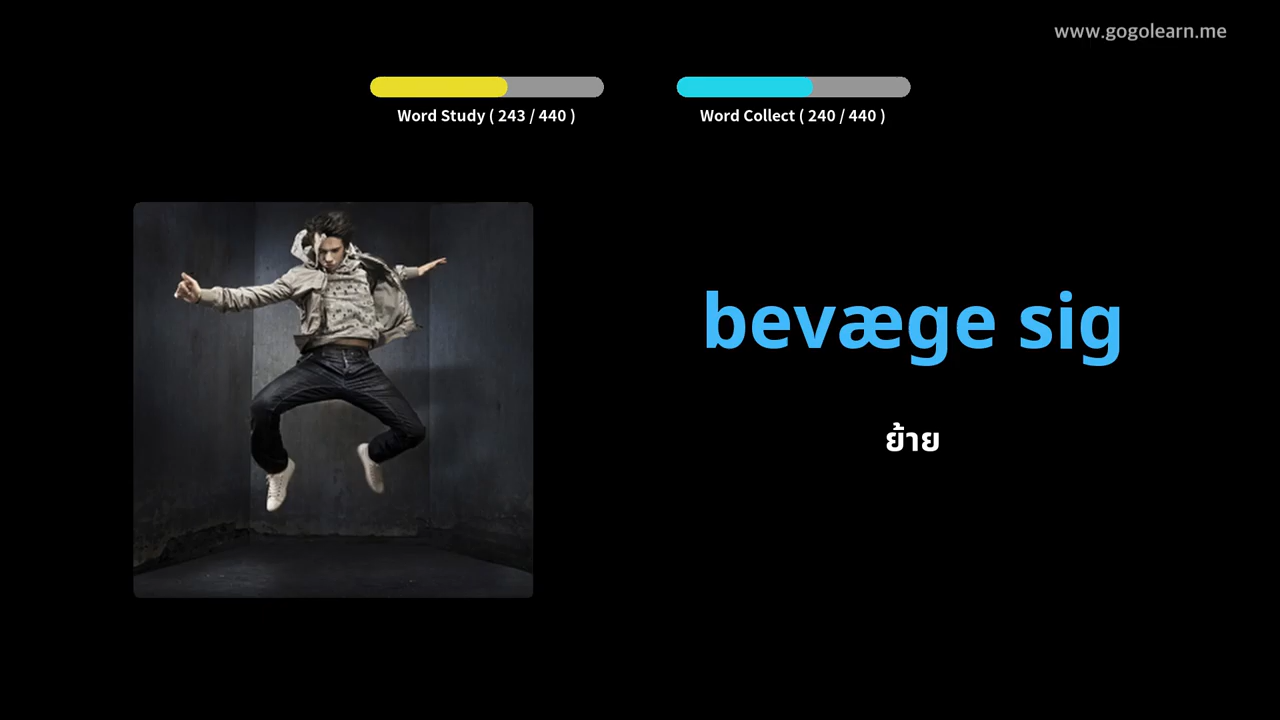 www.gogolearn.me
Word Study ( 243 / 440 )
Word Collect ( 240 / 440 )
bevæge sig
ย้าย